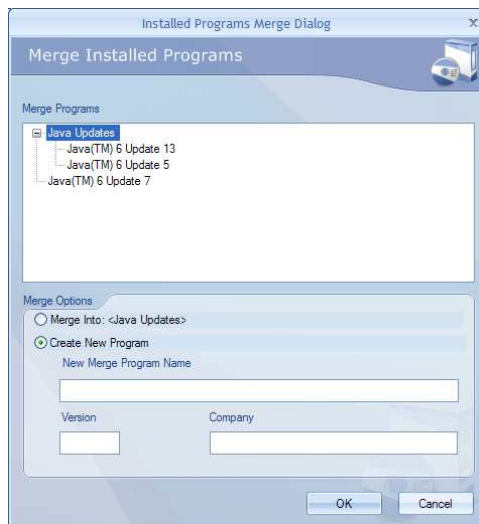 Installed Programs Merge Dialog
Merge Installed Programs
Merge Programs
Java Updates
Java(TM) 6 Update 13
Java(TM) 6 Update 5
Java(TM) 6 Update 7
Merge Options
Merge Into: <Java Updates>
Create New Program
New Merge Program Name
Version Company
OK Cancel